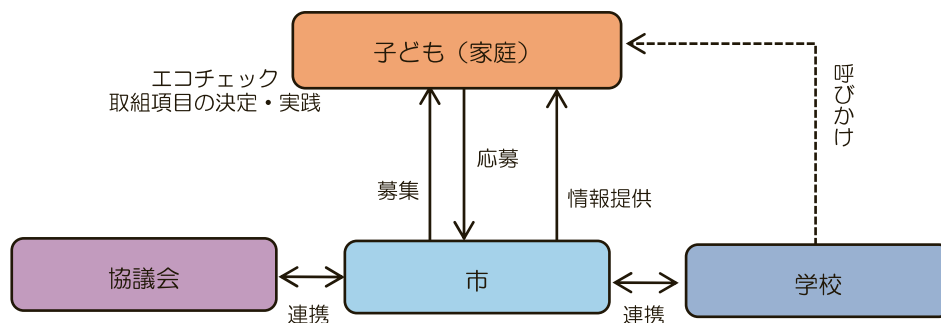 子ども（家庭）
エコチェック
取組項目の決定・実践
呼びかけ
応募
募集
情報提供
協議会
市
学校
連携
連携